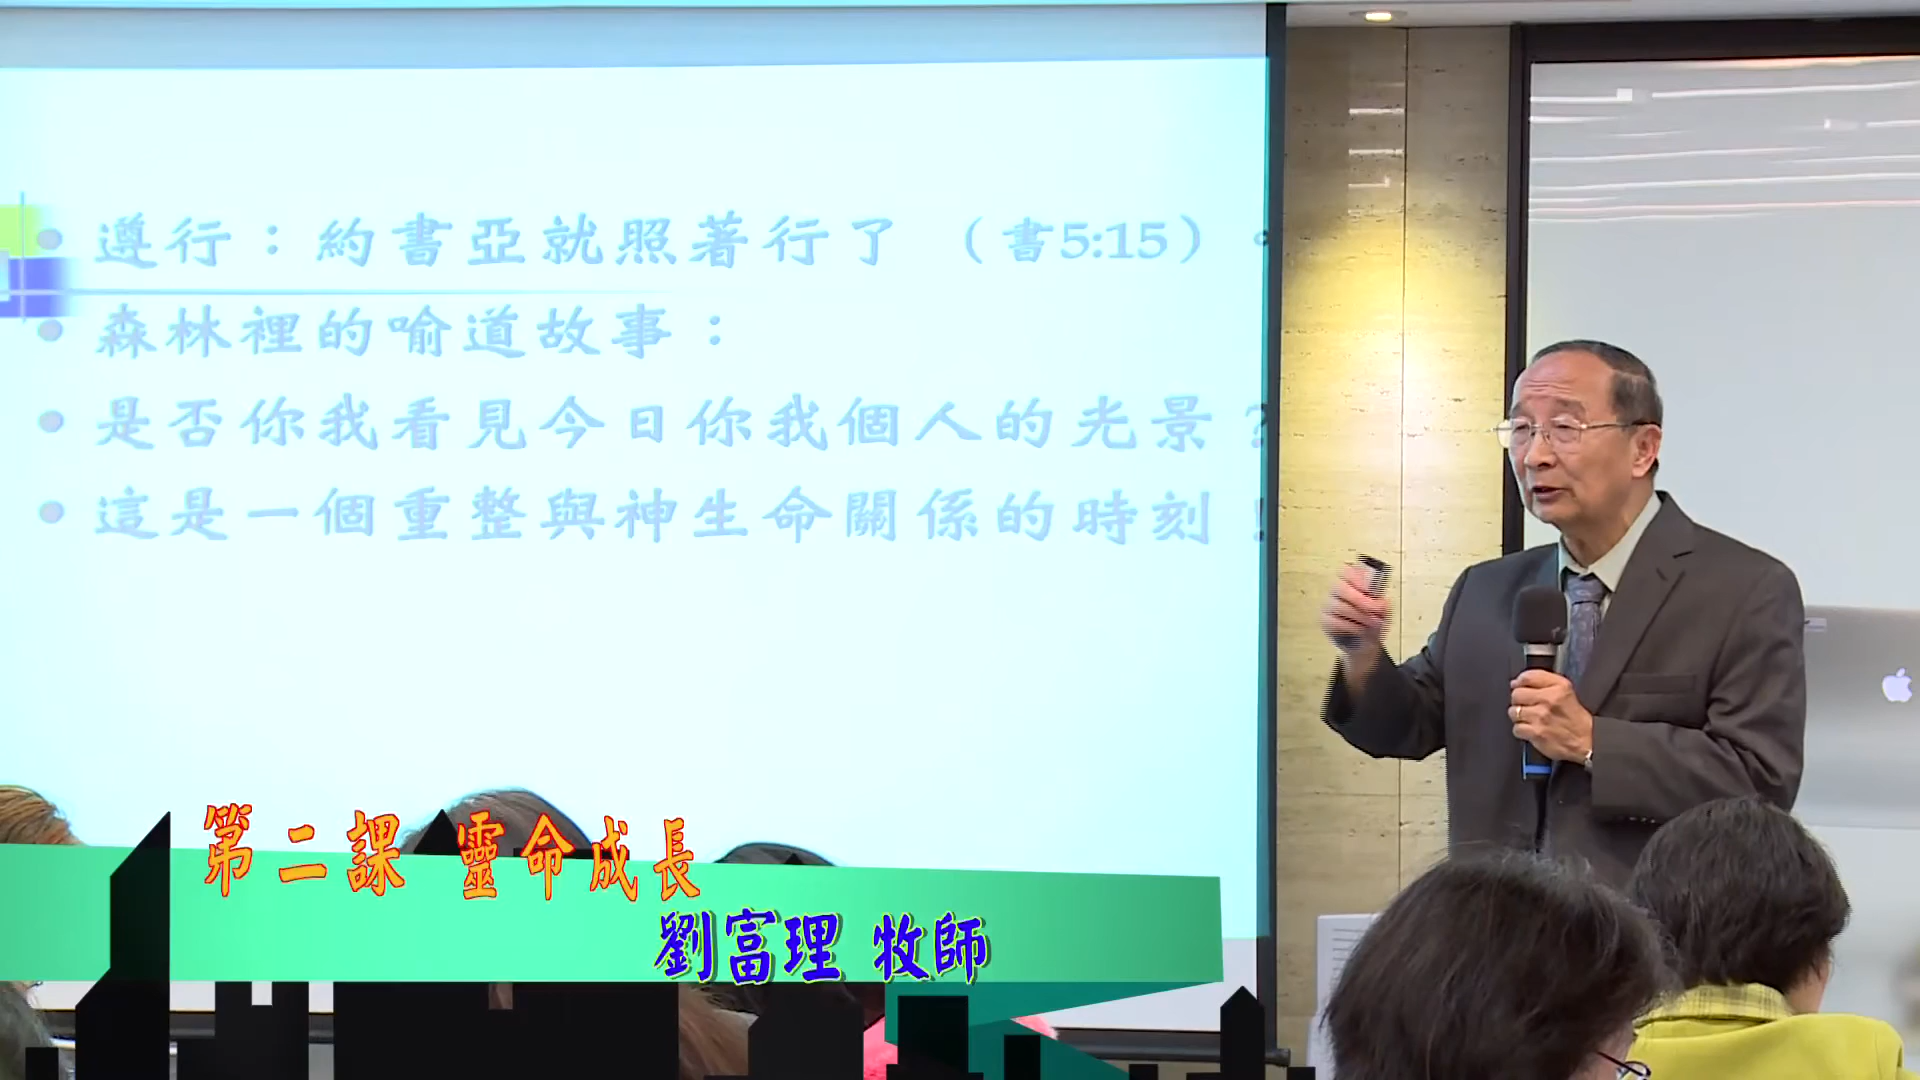 遵行：約書亞就照著行了（書5:15）。
森林裡的喻道故事：
是否你我看見今日你我個人的光景？
這是一個重整與神生命關係的時刻！
第二課 靈命成長
劉富理 牧師